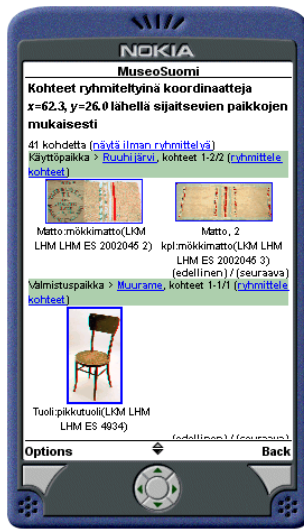 NOKIA
MuseoSuomi
Kohteet ryhmiteltyinä koordinaatteja
x=62.3, y=26.0 lähellä sijaitsevien paikkojen
mukaisesti
41 kohdetta (näytä ilman ryhmittelyä)
Käyttöpaikka > Ruuhijärvi, kohteet 1-2/2 (ryhmittele
kohteet)
Matto:mökkimatto(LKM
LHM LHM ES 2002045 2)
Matto, 2
kpl:mökkimatto(LKM LHM
LHM ES 2002045 3)
(edellinen) / (seuraava)
Valmistuspaikka > Muurame, kohteet 1-1/1 (ryhmittele
kohteet)
Tuoli:pikkutuoli(LKM LHM
LHM ES 4934)
(edellinen) / (seuraava)
Options
Back